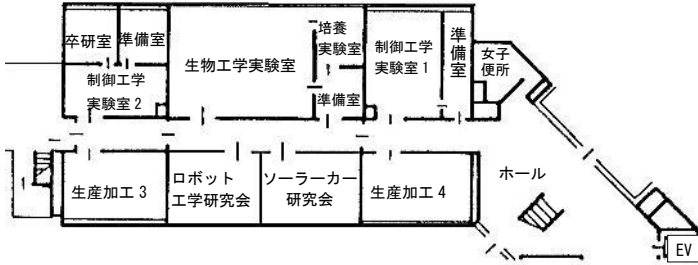 卒研室
準備室
制御工学
実験室2
生物工学実験室
培養
実験室
準備室
制御工学
実験室1
準備室
女子
便所
生産加工3
ロボット
工学研究会
ソーラーカー
研究会
生産加工4
ホール
EV